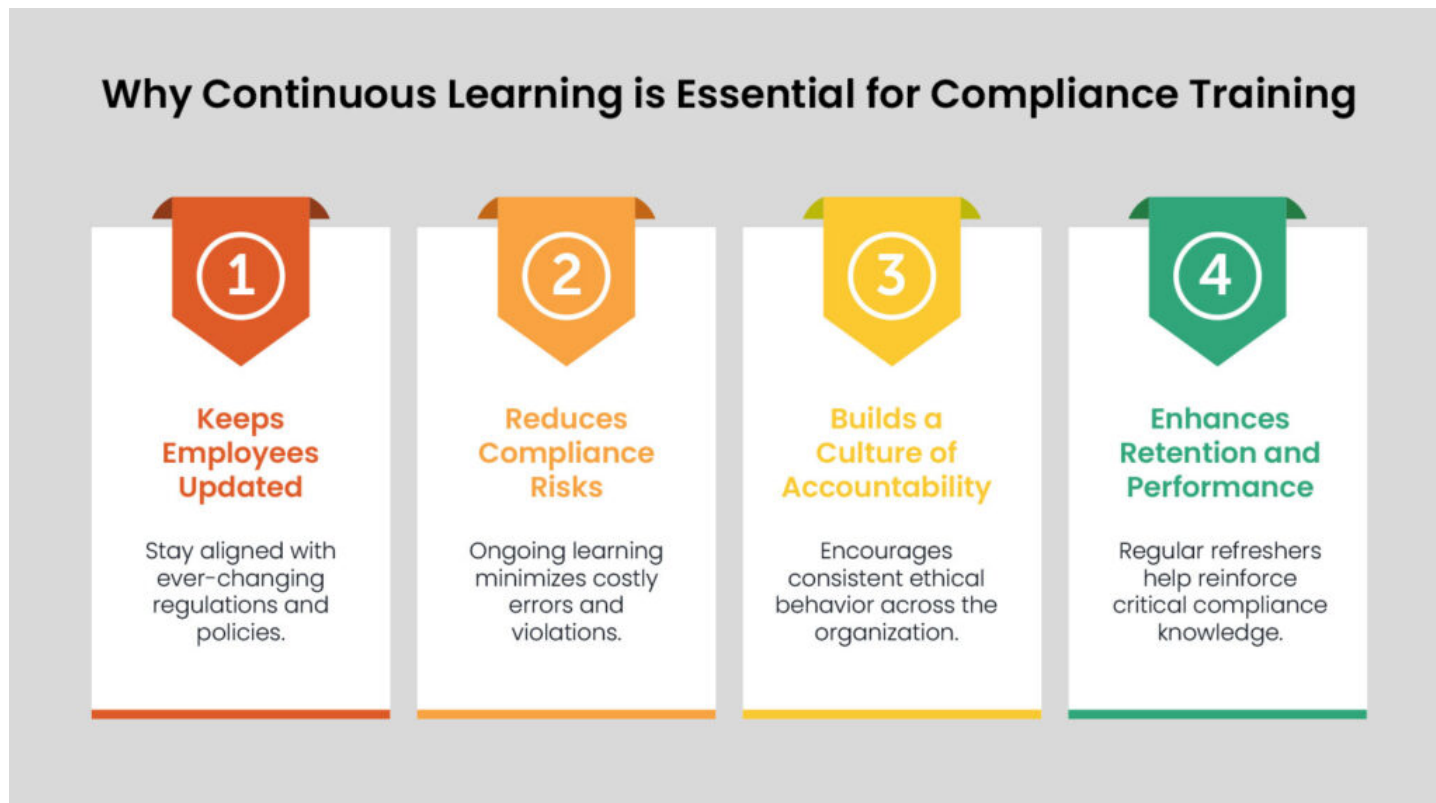 Why Continuous Learning is Essential for Compliance Training
1
Keeps
Employees
Updated
Stay aligned with
ever-changing
regulations and
policies.
2
Reduces
Compliance
Risks
Ongoing learning
minimizes costly
errors and
violations.
3
Builds a
Culture of
Accountability
Encourages
consistent ethical
behavior across the
organization.
4
Enhances
Retention and
Performance
Regular refreshers
help reinforce
critical compliance
knowledge.